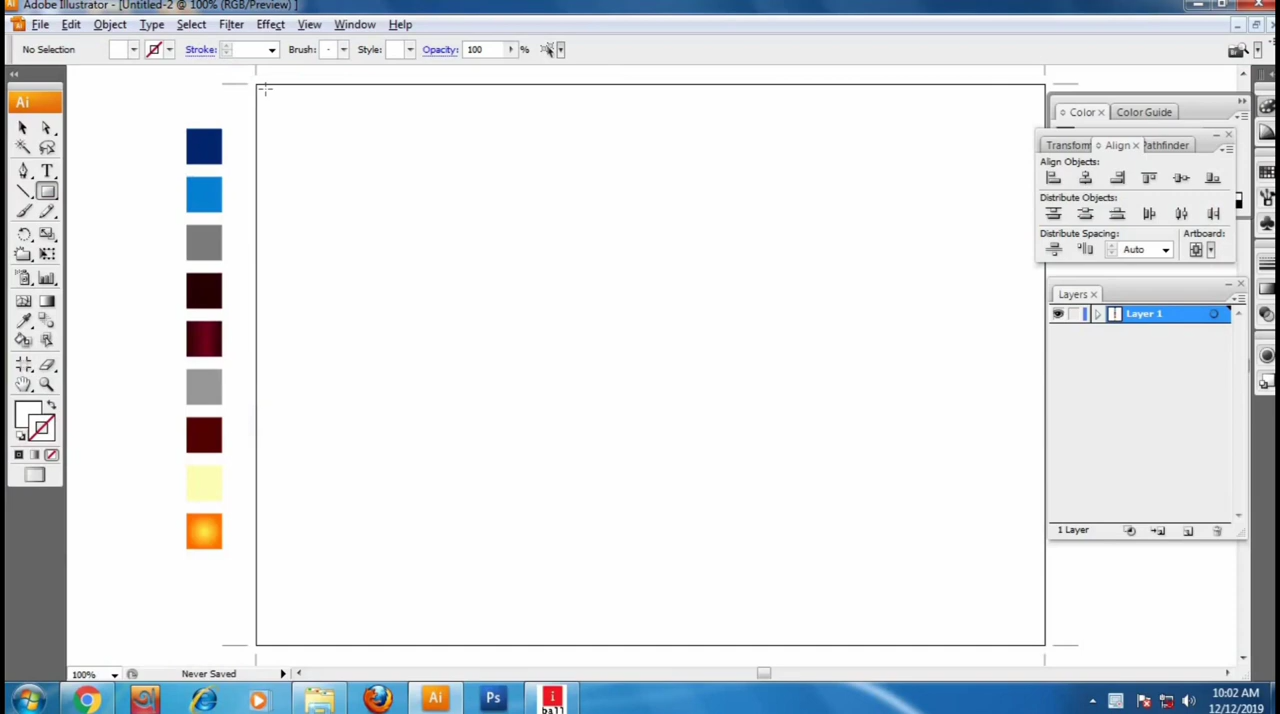 Adobe Illustrator - [Untitled-2 @ 100% (RGB/Preview) ]
File Edit Object Type Select Filter Effect View Window Help
No Selection Stroke: Brush: Style: Opacity: 100 %
Ai
Color × Color Guide
Transform Align × Pathfinder
Align Objects:
Distribute Objects:
Distribute Spacing: Artboard:
Auto
Layers ×
Layer 1
1 Layer
100% Never Saved
Ai Ps i ball
10:02 AM
12/12/2019